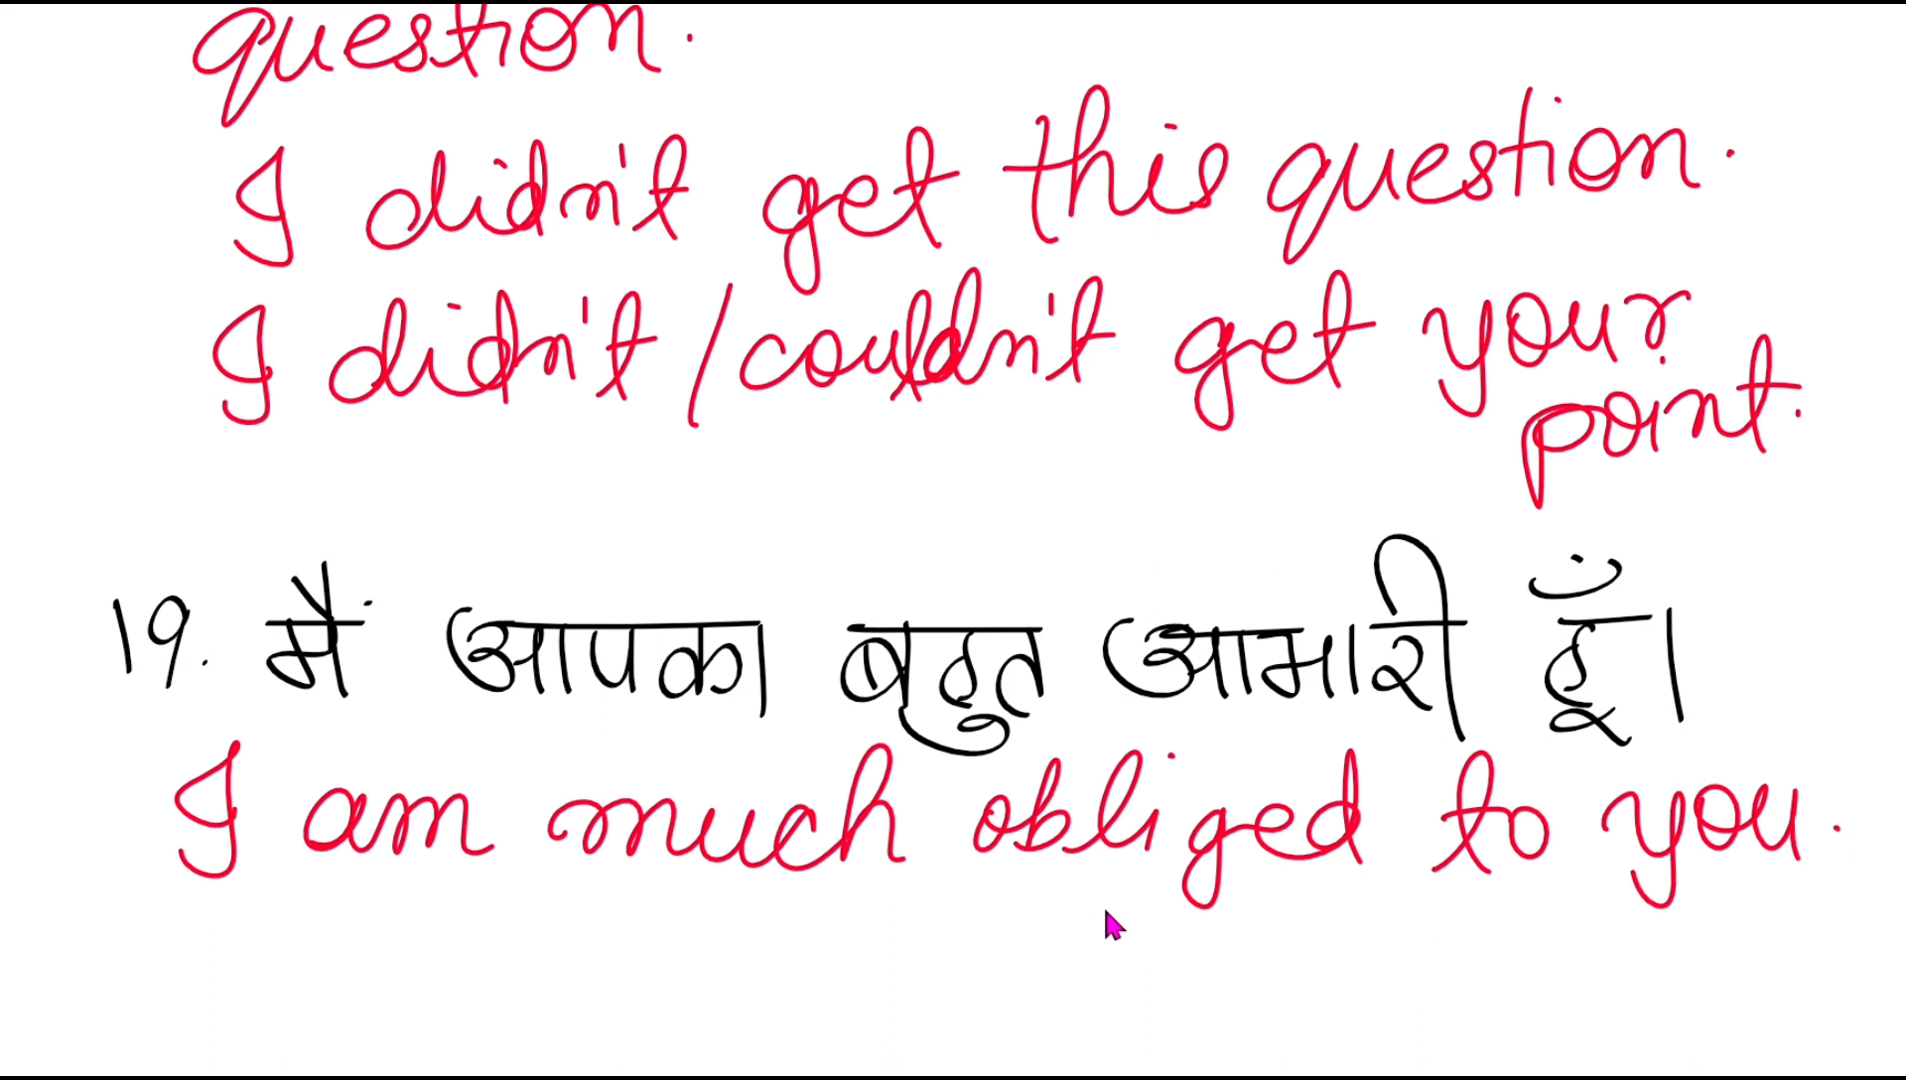 question.
I didn't get this question.
I didn't/couldn't get your
point.
19. मैं आपका बहुत आभारी हूँ।
I am much obliged to you.